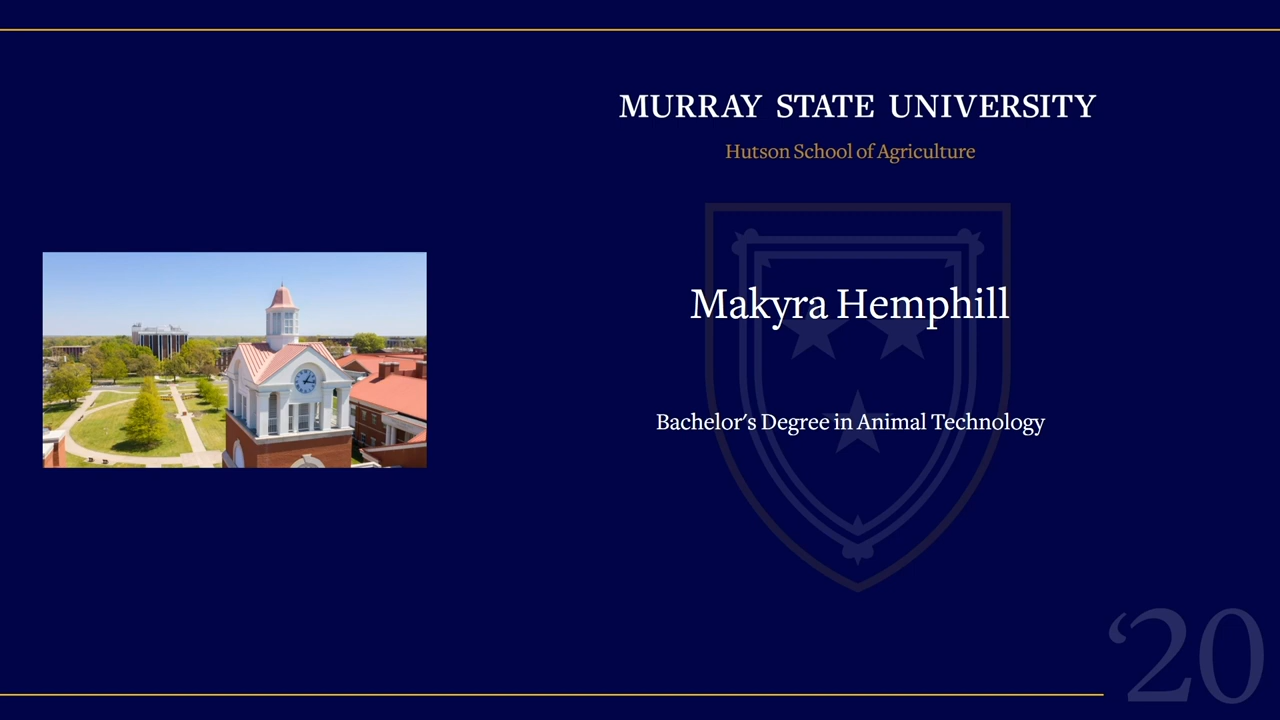 MURRAY STATE UNIVERSITY
Hutson School of Agriculture
Makyra Hemphill
Bachelor's Degree in Animal Technology
‘20